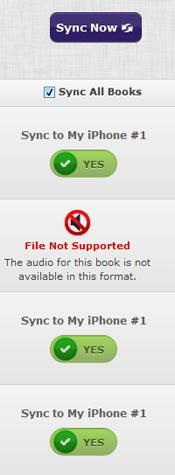 Sync Now
Sync All Books
Sync to My iPhone #1
YES
File Not Supported
The audio for this book is not
available in this format.
Sync to My iPhone #1
YES
Sync to My iPhone #1
YES